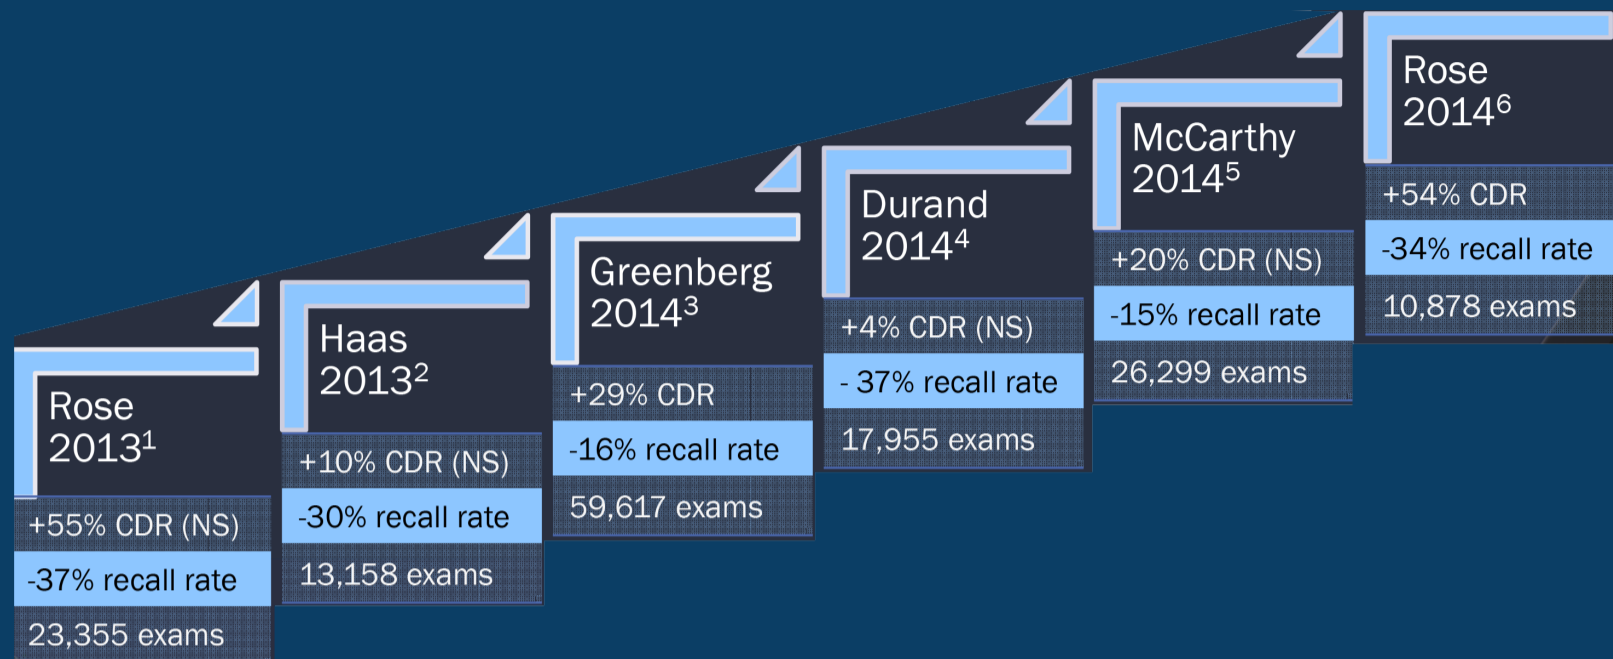 Rose
2013¹
+55% CDR (NS)
-37% recall rate
23,355 exams
Haas
2013²
+10% CDR (NS)
-30% recall rate
13,158 exams
Greenberg
2014³
+29% CDR
-16% recall rate
59,617 exams
Durand
2014⁴
+4% CDR (NS)
- 37% recall rate
17,955 exams
McCarthy
2014⁵
+20% CDR (NS)
-15% recall rate
26,299 exams
Rose
2014⁶
+54% CDR
-34% recall rate
10,878 exams